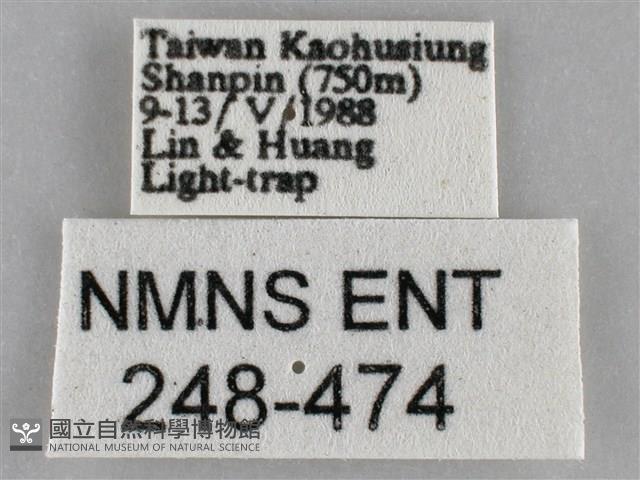 Taiwan Kaohusiung
Shanpin (750m)
9-13/V/1988
Lin & Huang
Light-trap
NMNS ENT
248-474
國立自然科學博物館
NATIONAL MUSEUM OF NATURAL SCIENCE